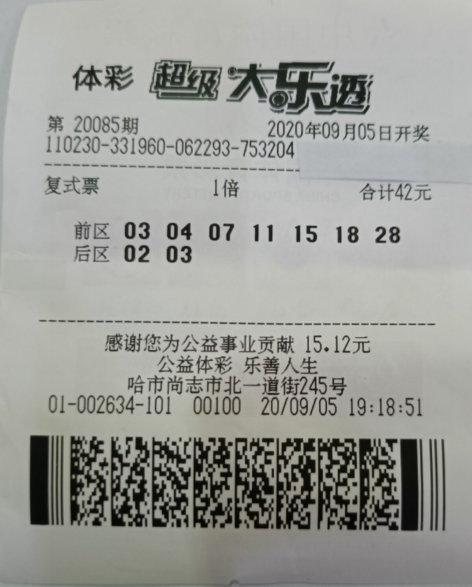 体彩 超级大乐透
第 20085期 2020年09月05日开奖
110230-331960-062293-753204
复式票 1倍 合计42元
前区 03 04 07 11 15 18 28
后区 02 03
感谢您为公益事业贡献 15.12元
公益体彩 乐善人生
哈市尚志市北一道街245号
01-002634-101 00100 20/09/05 19:18:51